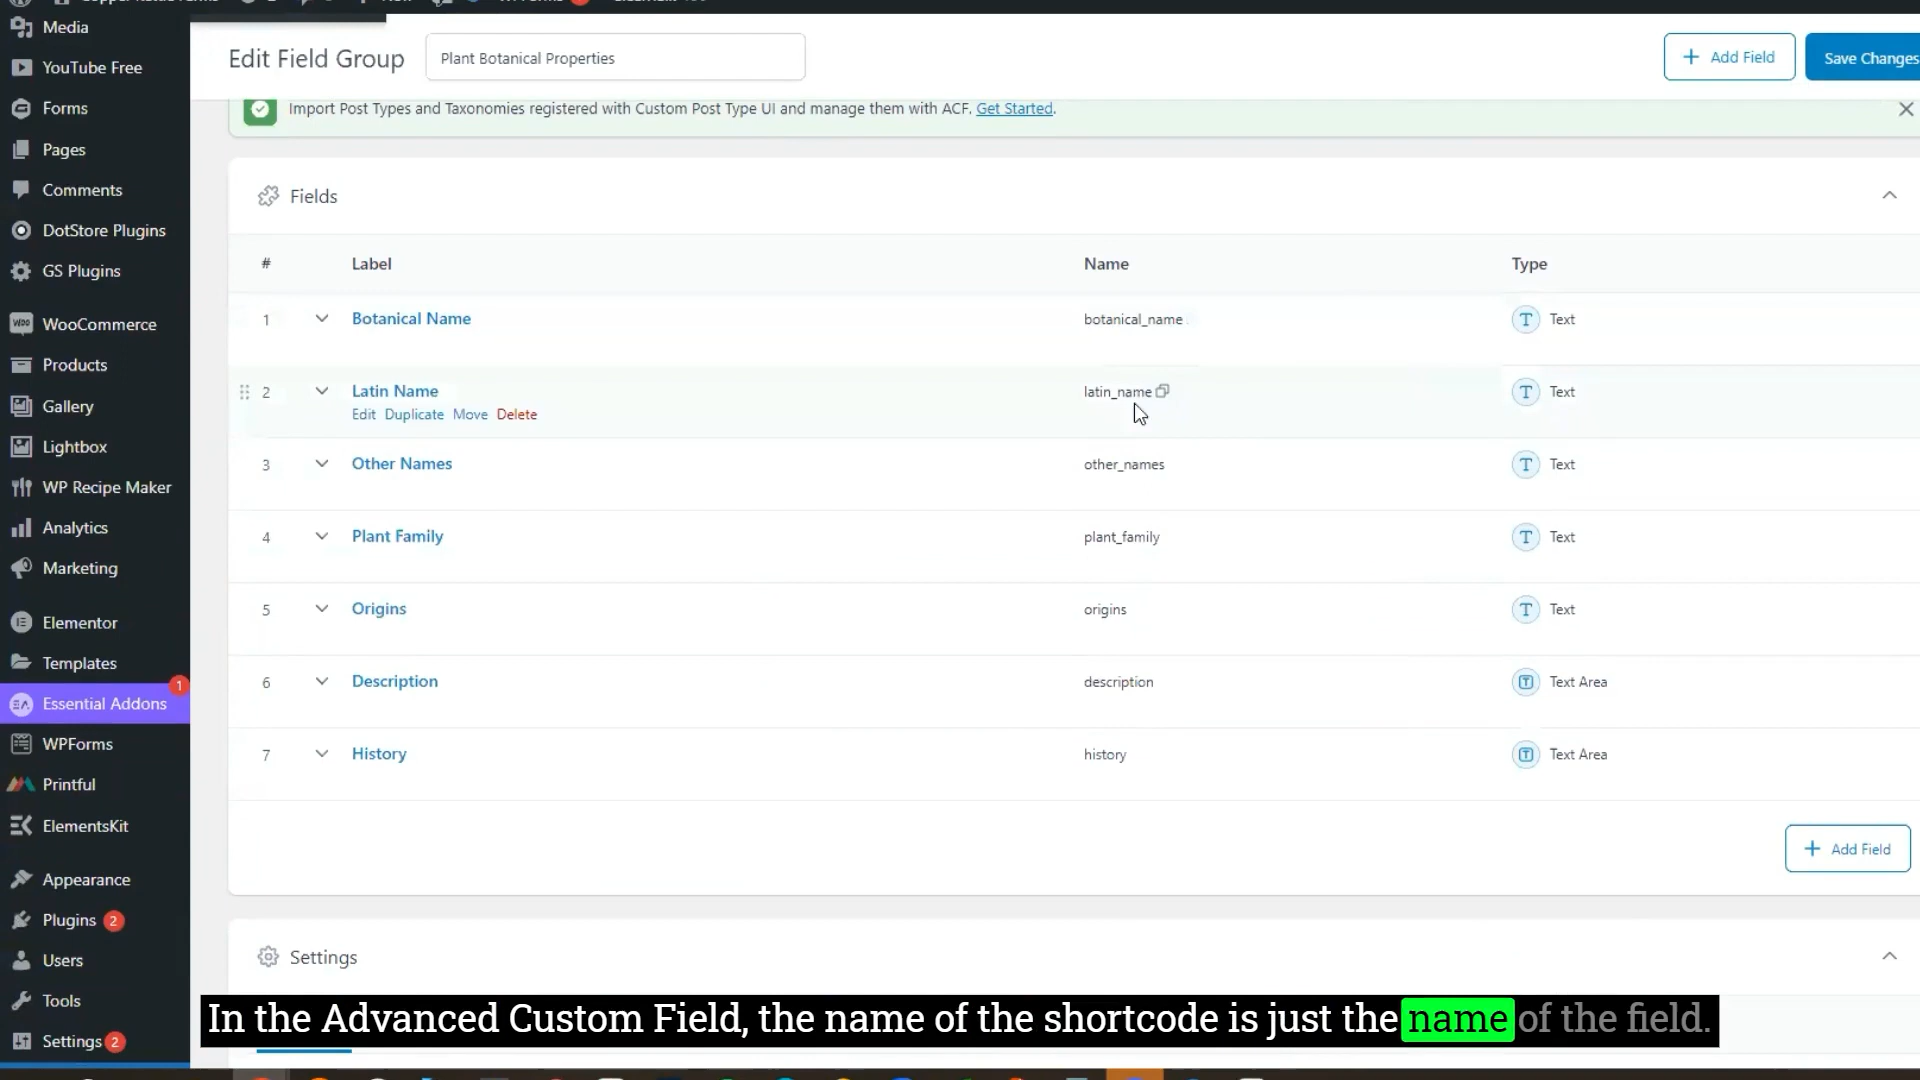 Media
YouTube Free
Forms
Pages
Comments
DotStore Plugins
GS Plugins
WooCommerce
Products
Gallery
Lightbox
WP Recipe Maker
Analytics
Marketing
Elementor
Templates
Essential Addons 1
WPForms
Printful
ElementsKit
Appearance
Plugins 2
Users
Tools
Settings 2
Edit Field Group
Plant Botanical Properties
+ Add Field
Save Changes
Import Post Types and Taxonomies registered with Custom Post Type UI and manage them with ACF. Get Started.
Fields
# Label Name Type
1 Botanical Name botanical_name Text
2 Latin Name latin_name Text
Edit Duplicate Move Delete
3 Other Names other_names Text
4 Plant Family plant_family Text
5 Origins origins Text
6 Description description Text Area
7 History history Text Area
+ Add Field
Settings
In the Advanced Custom Field, the name of the shortcode is just the name of the field.